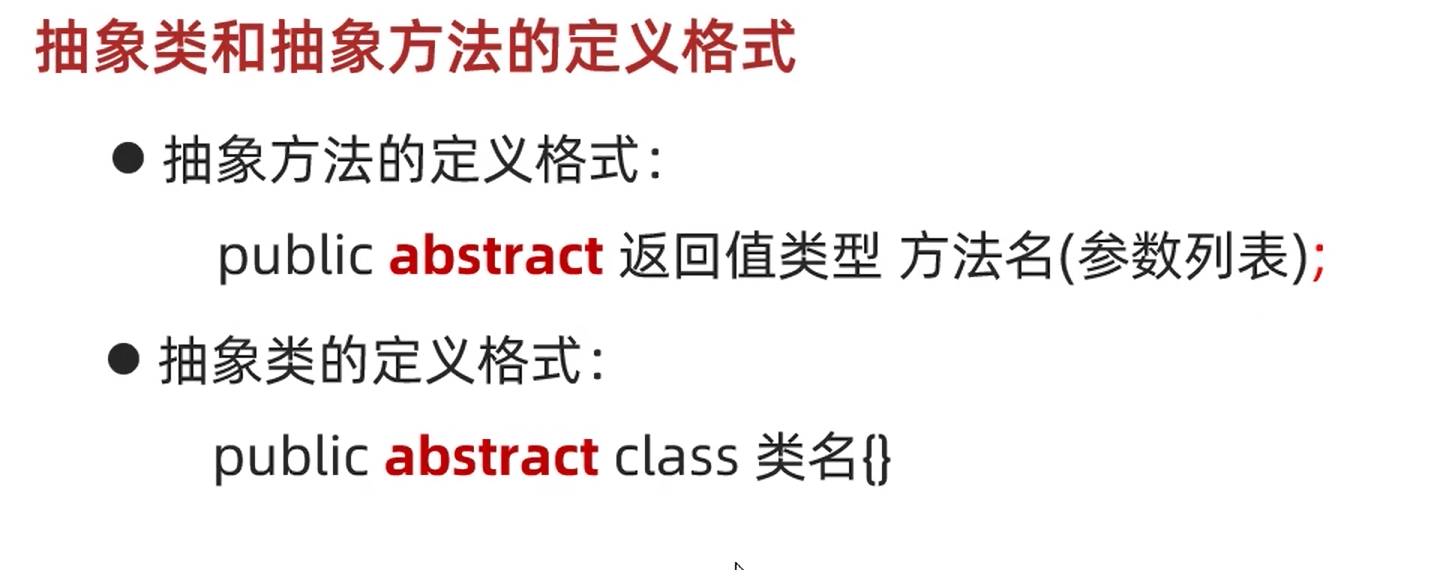 抽象类和抽象方法的定义格式
● 抽象方法的定义格式：
public abstract 返回值类型 方法名(参数列表);
● 抽象类的定义格式：
public abstract class 类名{}